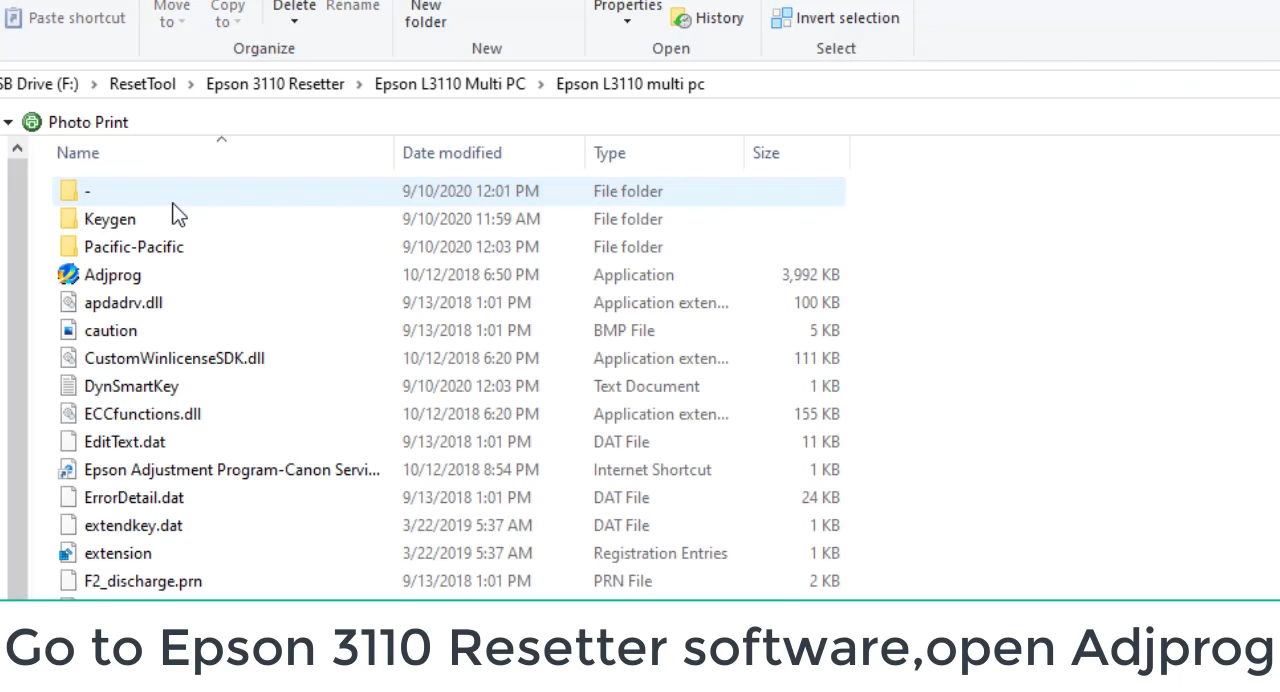 Paste shortcut
Move to
Copy to
Delete
Rename
New folder
Properties
History
Invert selection
Organize
New
Open
Select
SB Drive (F:) > ResetTool > Epson 3110 Resetter > Epson L3110 Multi PC > Epson L3110 multi pc
Photo Print
Name Date modified Type Size
- 9/10/2020 12:01 PM File folder
Keygen 9/10/2020 11:59 AM File folder
Pacific-Pacific 9/10/2020 12:03 PM File folder
Adjprog 10/12/2018 6:50 PM Application 3,992 KB
apdadrv.dll 9/13/2018 1:01 PM Application exten... 100 KB
caution 9/13/2018 1:01 PM BMP File 5 KB
CustomWinlicenseSDK.dll 10/12/2018 6:20 PM Application exten... 111 KB
DynSmartKey 9/10/2020 12:03 PM Text Document 1 KB
ECCfunctions.dll 10/12/2018 6:20 PM Application exten... 155 KB
EditText.dat 9/13/2018 1:01 PM DAT File 11 KB
Epson Adjustment Program-Canon Servi... 10/12/2018 8:54 PM Internet Shortcut 1 KB
ErrorDetail.dat 9/13/2018 1:01 PM DAT File 24 KB
extendkey.dat 3/22/2019 5:37 AM DAT File 1 KB
extension 3/22/2019 5:37 AM Registration Entries 1 KB
F2_discharge.prn 9/13/2018 1:01 PM PRN File 2 KB
Go to Epson 3110 Resetter software,open Adjprog